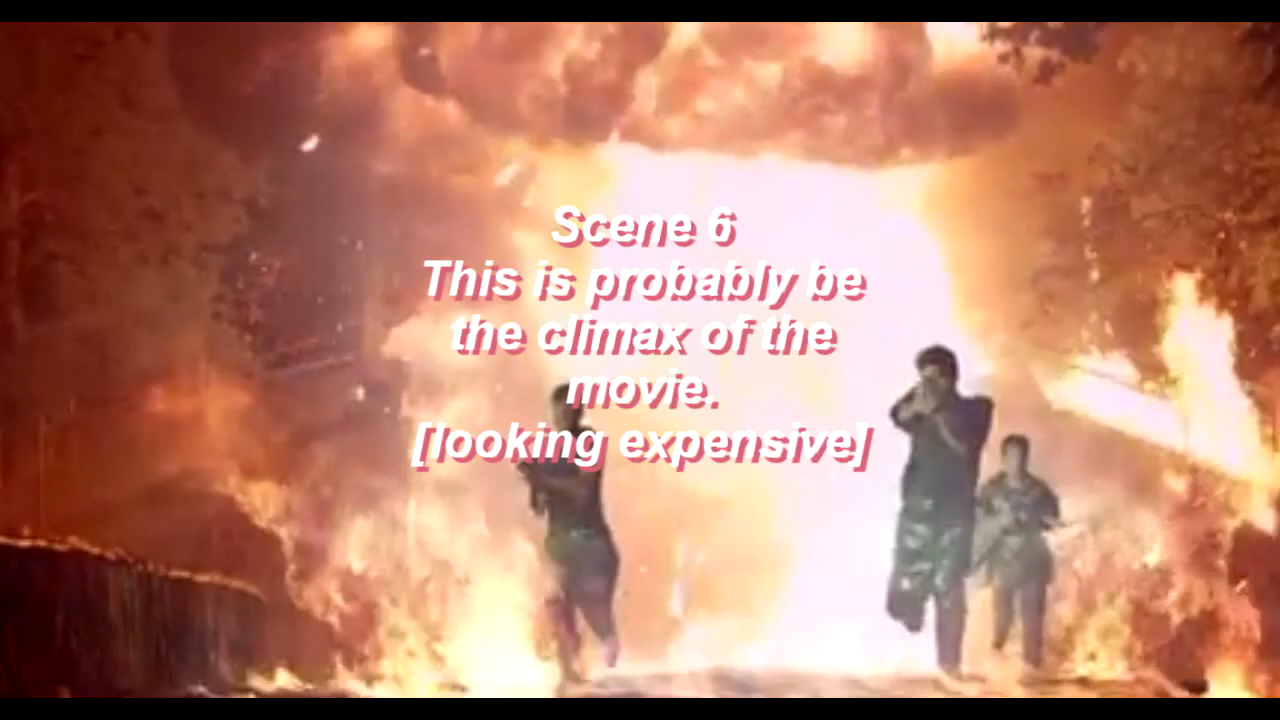 Scene 6
This is probably be
the climax of the
movie.
[looking expensive]